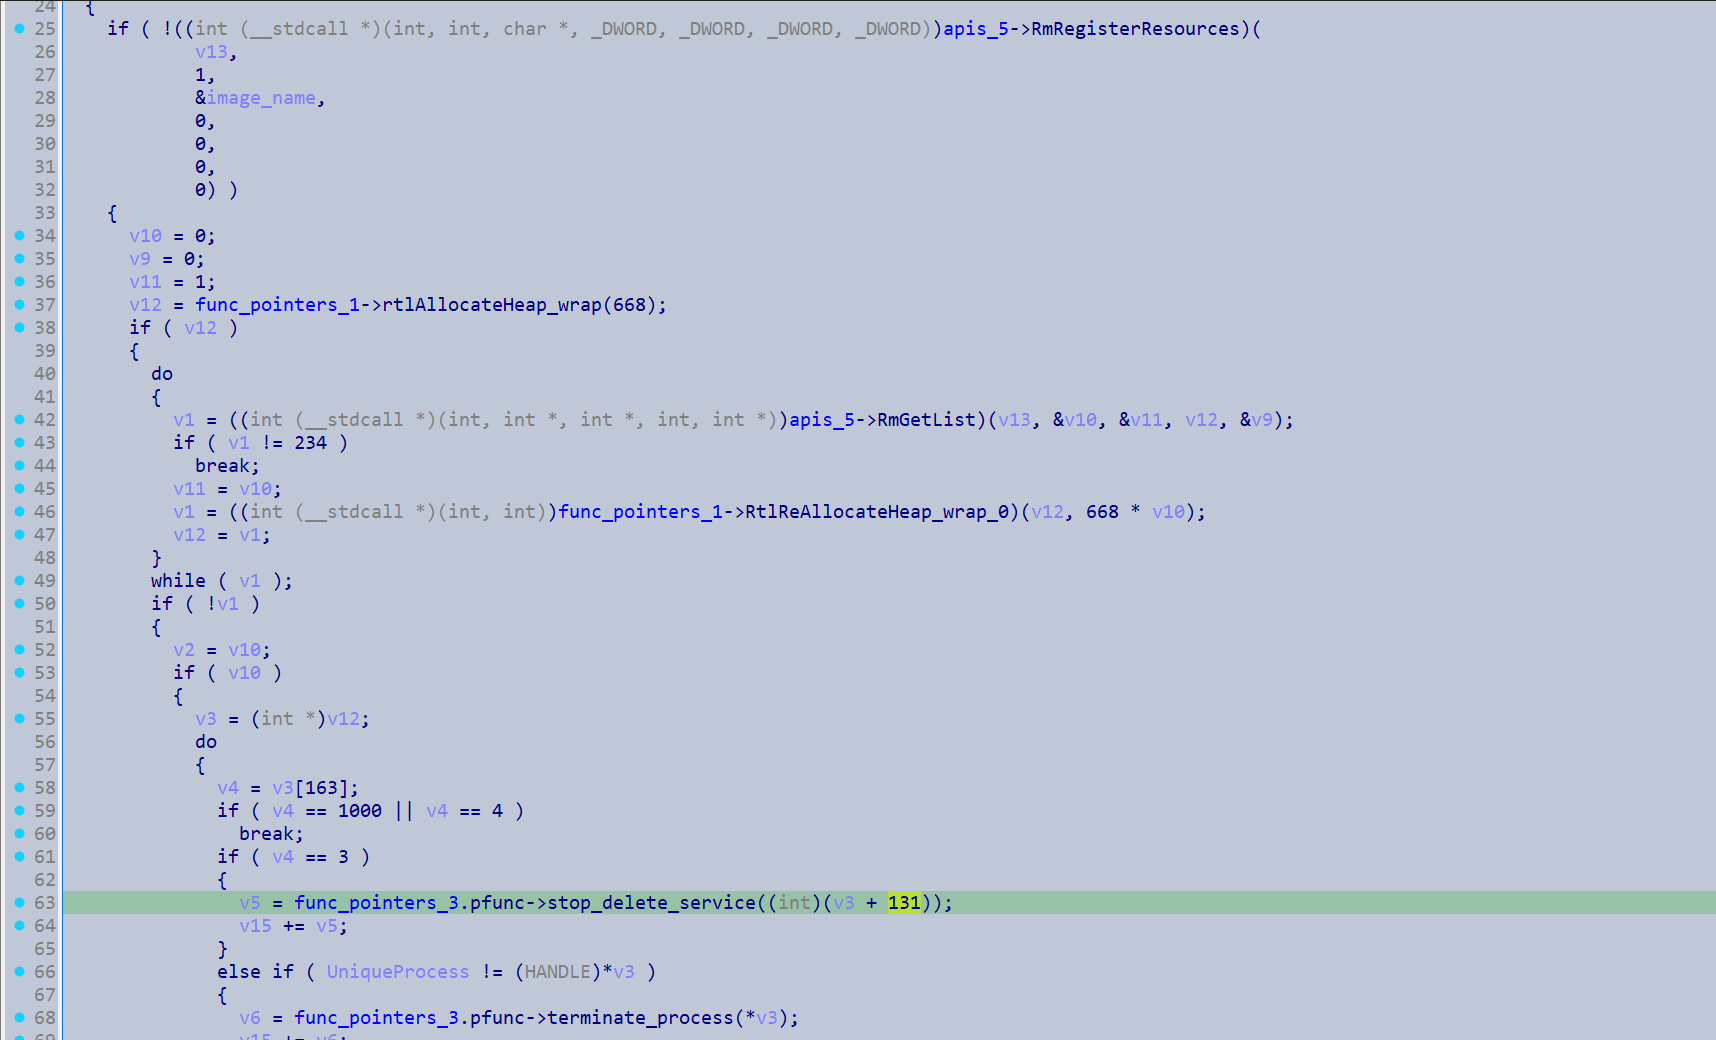 24 {
25 if ( !((int (__stdcall *)(int, int, char *, _DWORD, _DWORD, _DWORD, _DWORD))apis_5->RmRegisterResources)(
26 v13,
27 1,
28 &image_name,
29 0,
30 0,
31 0,
32 0) )
33 {
34 v10 = 0;
35 v9 = 0;
36 v11 = 1;
37 v12 = func_pointers_1->rtlAllocateHeap_wrap(668);
38 if ( v12 )
39 {
40 do
41 {
42 v1 = ((int (__stdcall *)(int, int *, int *, int, int *))apis_5->RmGetList)(v13, &v10, &v11, v12, &v9);
43 if ( v1 != 234 )
44 break;
45 v11 = v10;
46 v1 = ((int (__stdcall *)(int, int))func_pointers_1->RtlReAllocateHeap_wrap_0)(v12, 668 * v10);
47 v12 = v1;
48 }
49 while ( v1 );
50 if ( !v1 )
51 {
52 v2 = v10;
53 if ( v10 )
54 {
55 v3 = (int *)v12;
56 do
57 {
58 v4 = v3[163];
59 if ( v4 == 1000 || v4 == 4 )
60 break;
61 if ( v4 == 3 )
62 {
63 v5 = func_pointers_3.pfunc->stop_delete_service((int)(v3 + 131));
64 v15 += v5;
65 }
66 else if ( UniqueProcess != (HANDLE)*v3 )
67 {
68 v6 = func_pointers_3.pfunc->terminate_process(*v3);
69 v15 += v6;